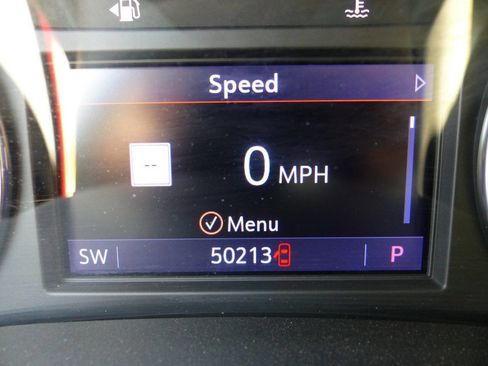 Speed
--
0 MPH
Menu
SW 50213 P